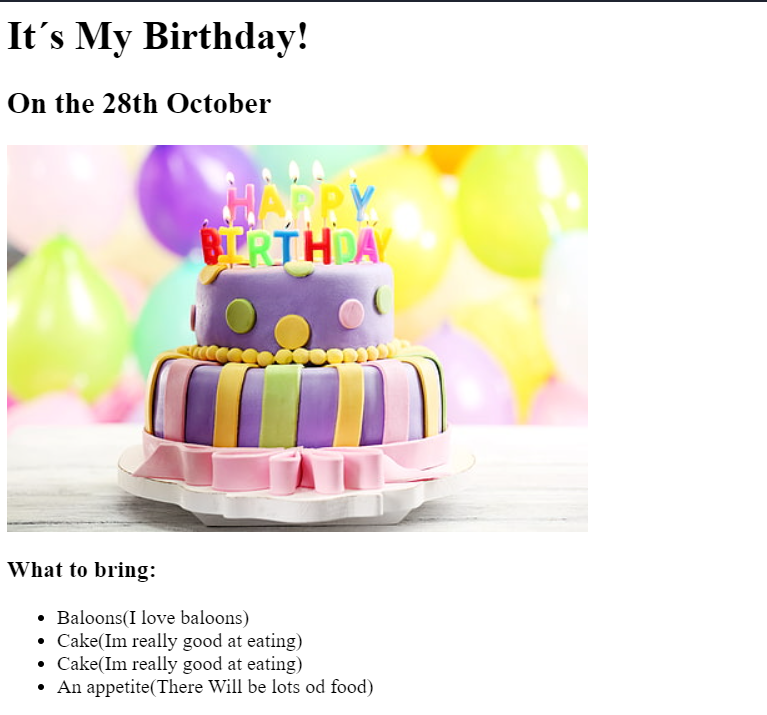 It´s My Birthday!
On the 28th October
HAPPY
BIRTHDAY
What to bring:
Baloons(I love baloons)
Cake(Im really good at eating)
Cake(Im really good at eating)
An appetite(There Will be lots od food)